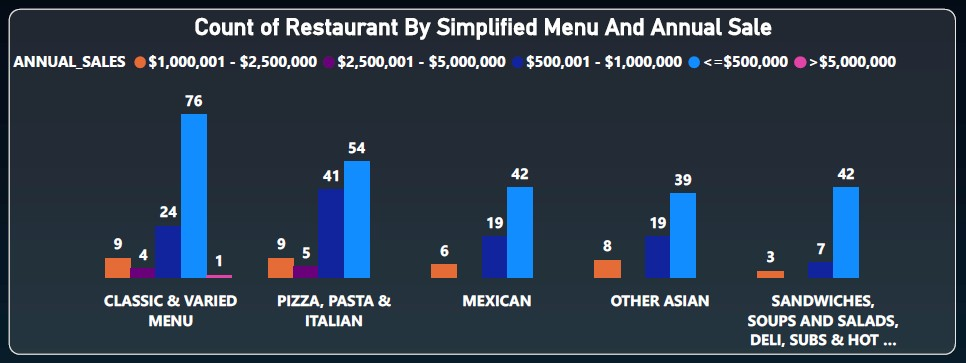 Count of Restaurant By Simplified Menu And Annual Sale
ANNUAL_SALES $1,000,001 - $2,500,000 $2,500,001 - $5,000,000 $500,001 - $1,000,000 <=$500,000 >$5,000,000
9
4
24
76
1
9
5
41
54
6
19
42
8
19
39
3
7
42
CLASSIC & VARIED
MENU
PIZZA, PASTA &
ITALIAN
MEXICAN
OTHER ASIAN
SANDWICHES,
SOUPS AND SALADS,
DELI, SUBS & HOT ...